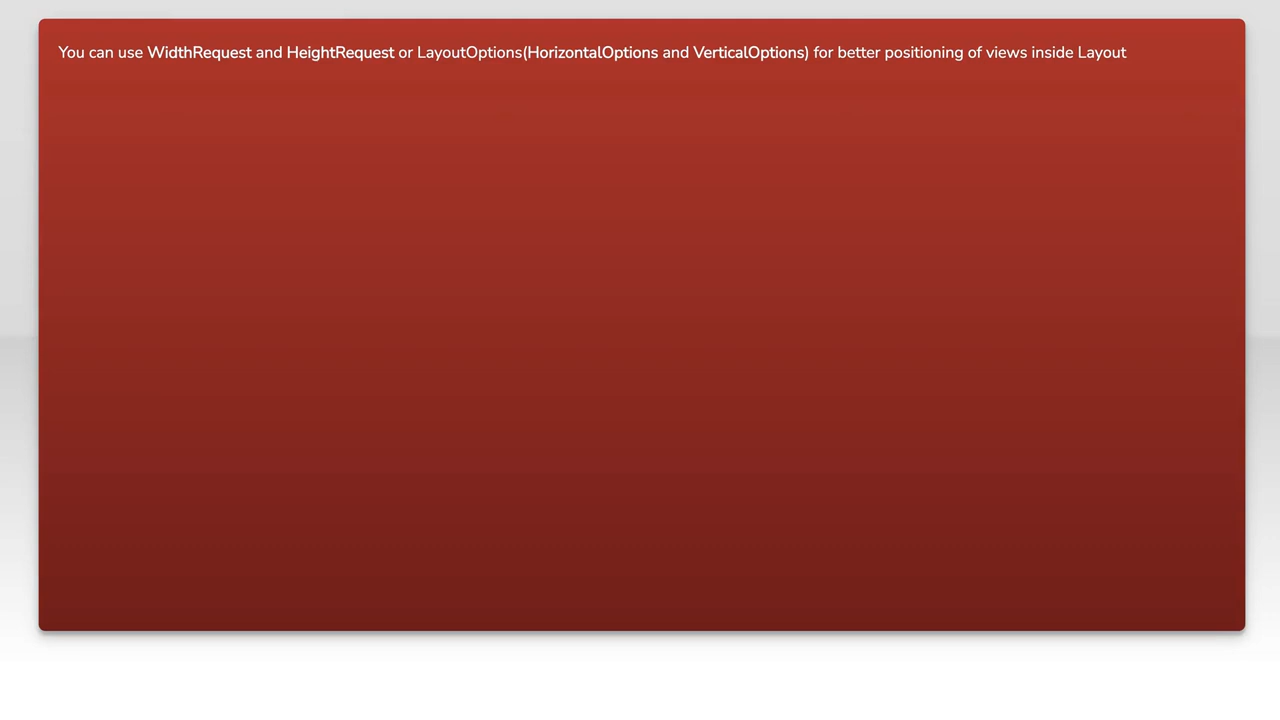 You can use WidthRequest and HeightRequest or LayoutOptions(HorizontalOptions and VerticalOptions) for better positioning of views inside Layout